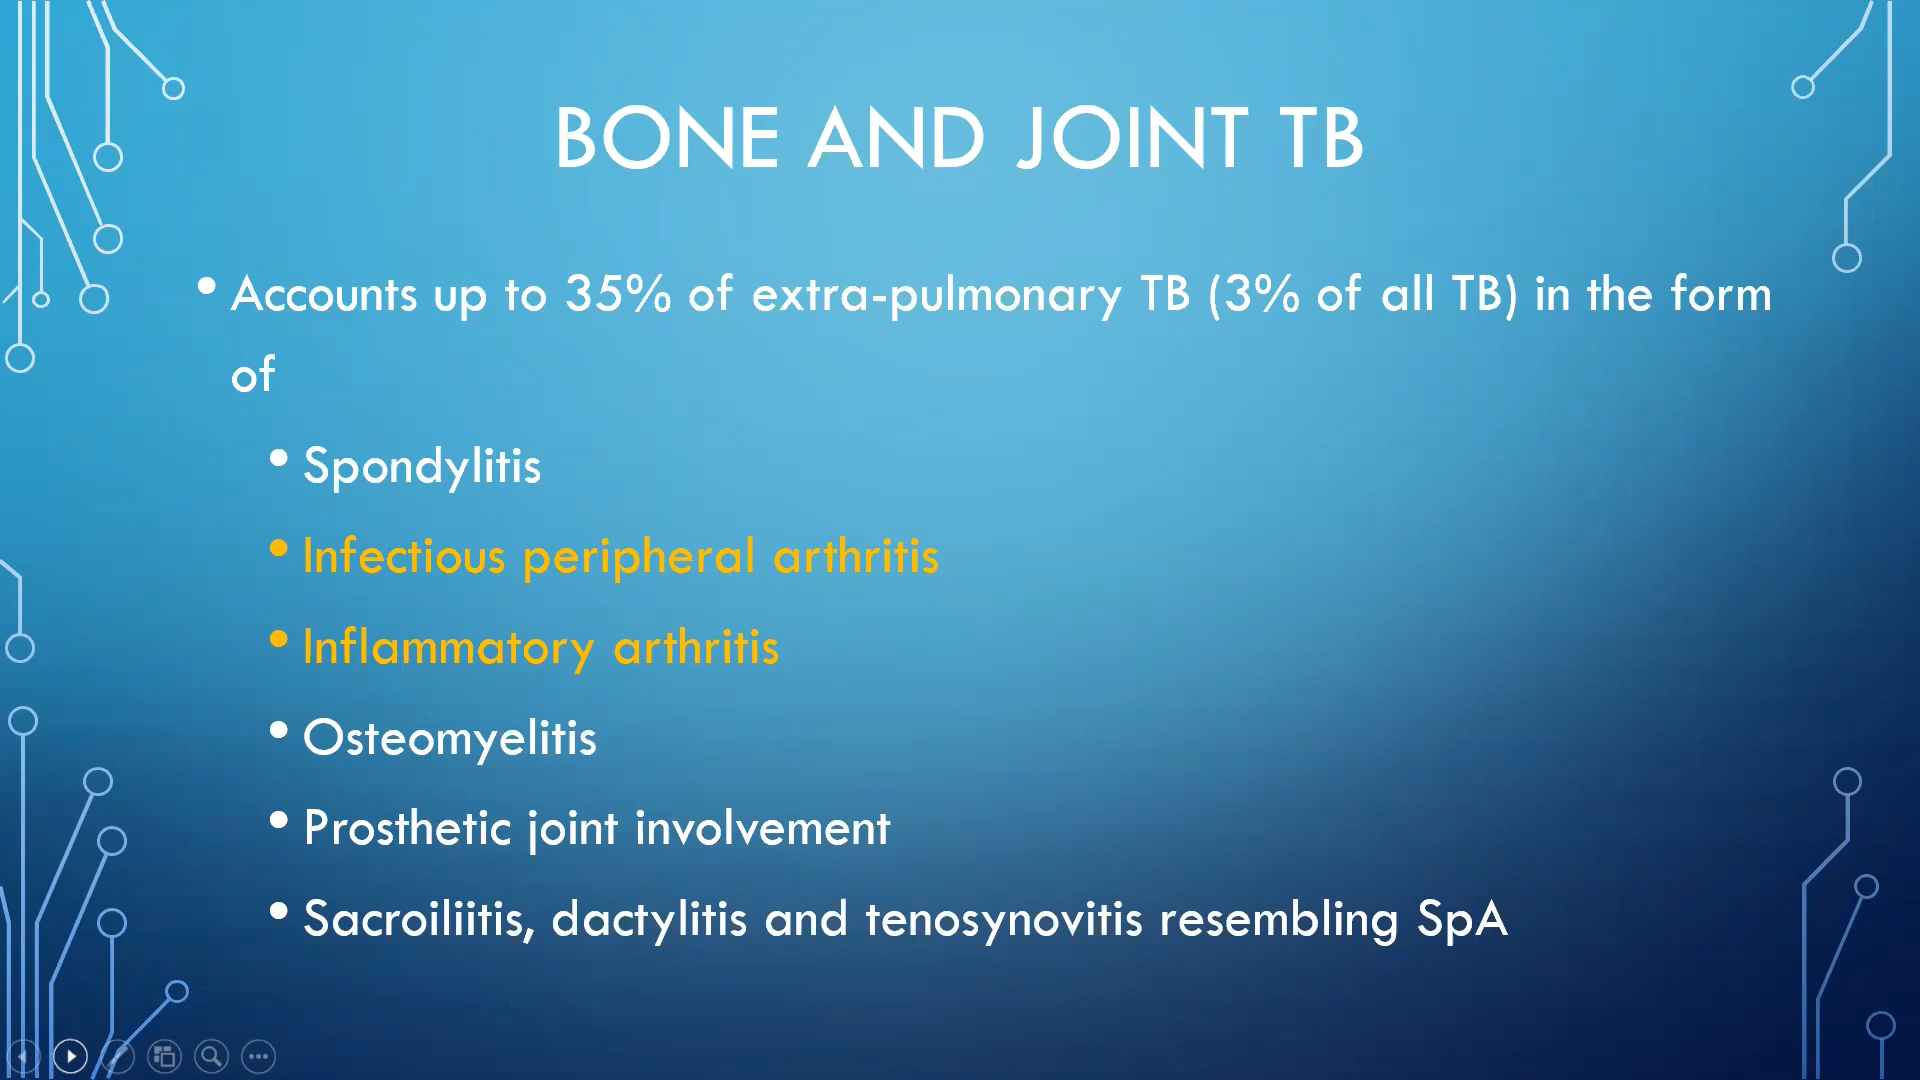 BONE AND JOINT TB
• Accounts up to 35% of extra-pulmonary TB (3% of all TB) in the form
of
• Spondylitis
• Infectious peripheral arthritis
• Inflammatory arthritis
• Osteomyelitis
• Prosthetic joint involvement
• Sacroiliitis, dactylitis and tenosynovitis resembling SpA